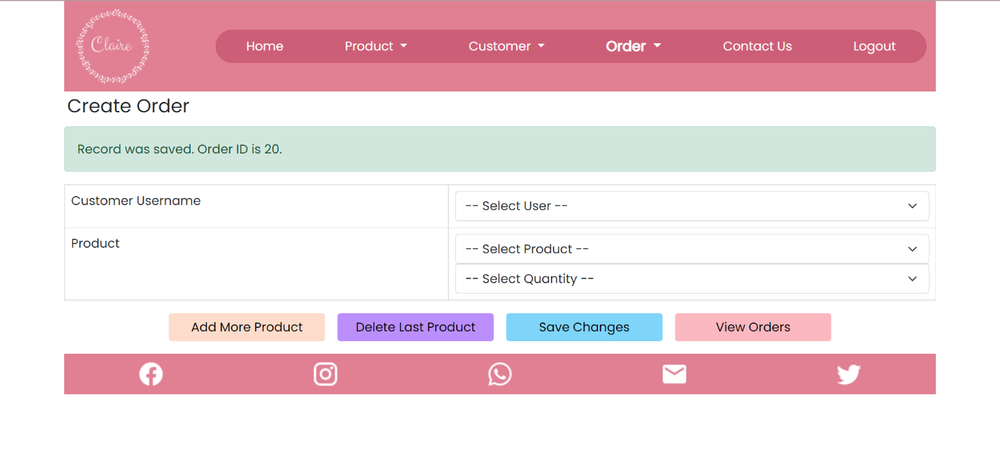 Claire
Home Product Customer Order Contact Us Logout
Create Order
Record was saved. Order ID is 20.
Customer Username
-- Select User --
Product
-- Select Product --
-- Select Quantity --
Add More Product Delete Last Product Save Changes View Orders